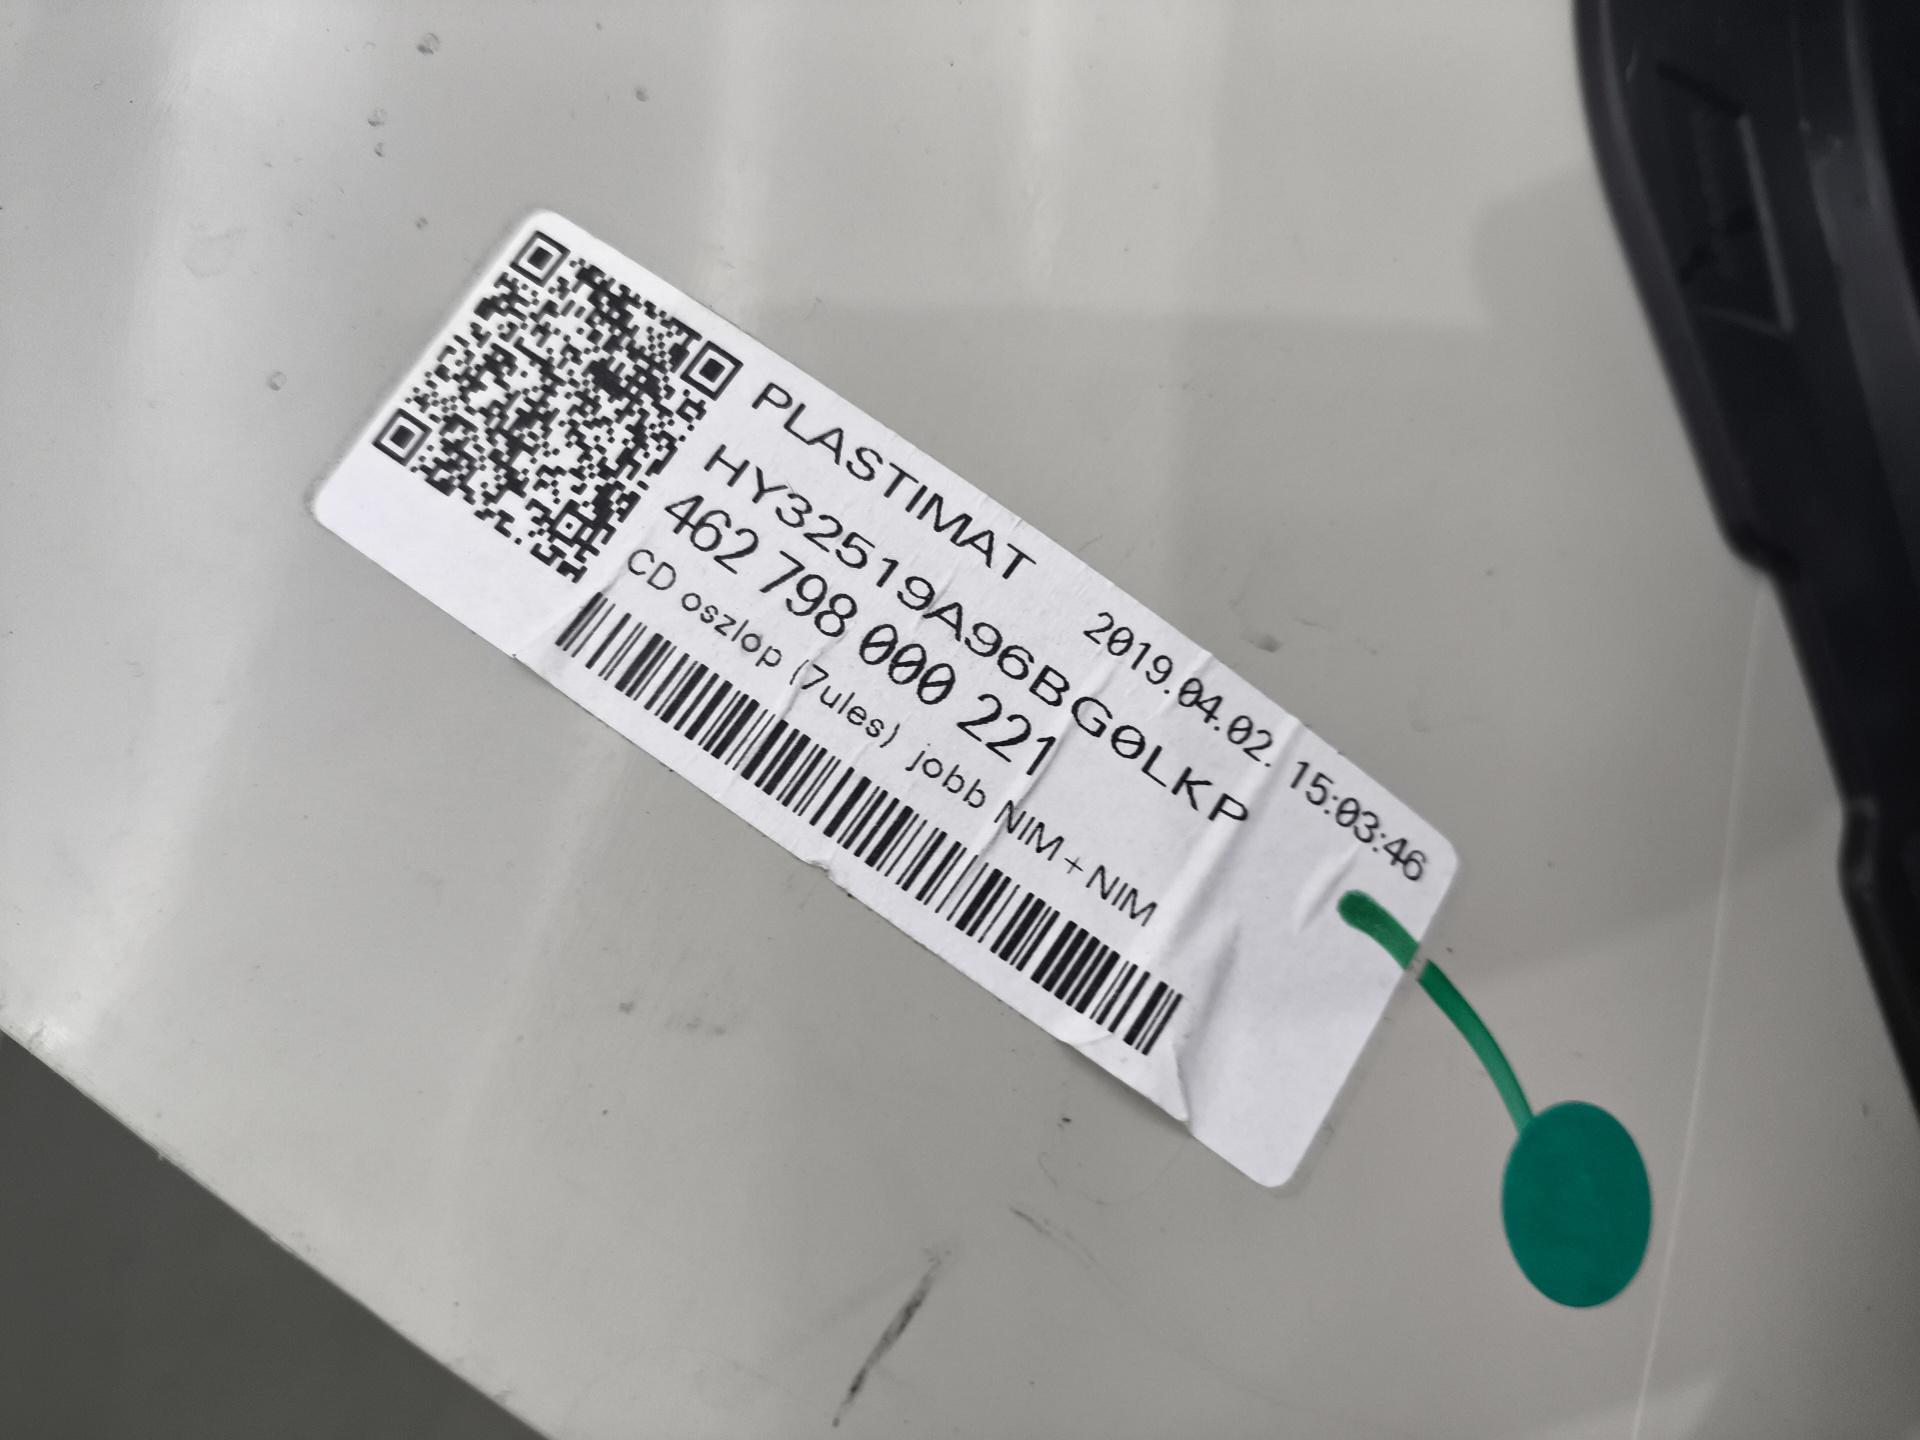 PLASTIMAT 2019.04.02. 15:03:46
HY32519A96BG0LKP
462 798 000 221
CD oszlop (7ules) jobb NIM+NIM